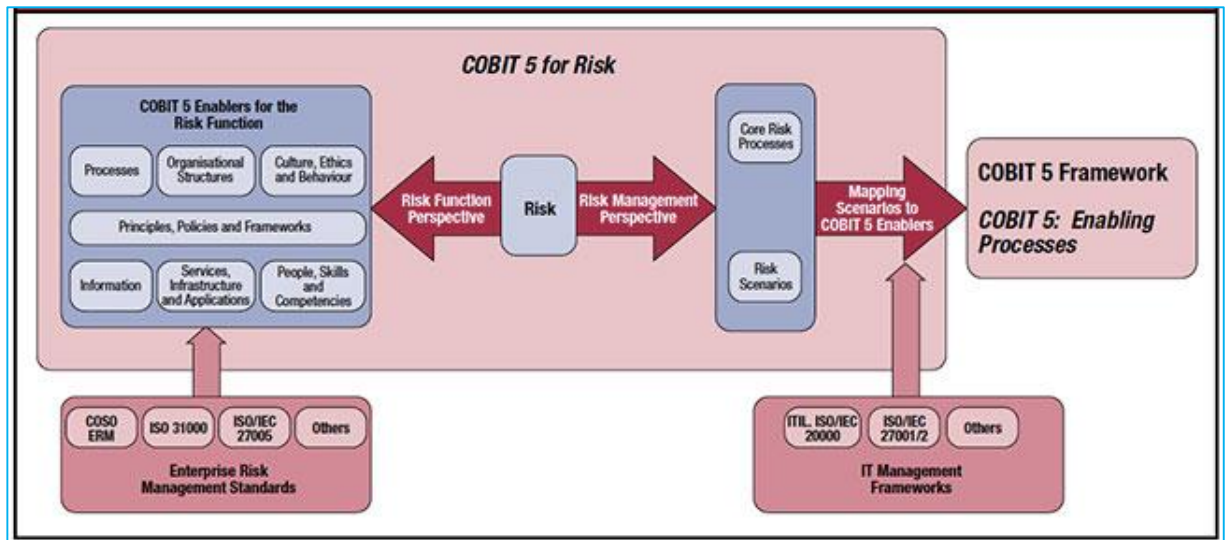 COBIT 5 for Risk
COBIT 5 Enablers for the
Risk Function
Processes
Organisational
Structures
Culture, Ethics
and Behaviour
Principles, Policies and Frameworks
Information
Services,
Infrastructure
and Applications
People, Skills
and
Competencies
Risk Function
Perspective
Risk
Risk Management
Perspective
Core Risk
Processes
Risk
Scenarios
Mapping
Scenarios to
COBIT 5 Enablers
COBIT 5 Framework
COBIT 5: Enabling
Processes
COSO
ERM
ISO 31000
ISO/IEC
27005
Others
Enterprise Risk
Management Standards
ITIL. ISO/IEC
20000
ISO/IEC
27001/2
Others
IT Management
Frameworks